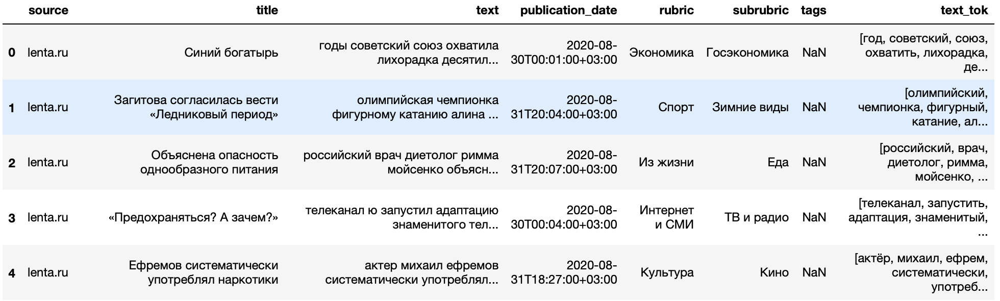 source title text publication_date rubric subrubric tags text_tok
0 lenta.ru Синий богатырь годы советский союз охватила лихорадка десятил... 2020-08-30T00:01:00+03:00 Экономика Госэкономика NaN [год, советский, союз, охватить, лихорадка, де...
1 lenta.ru Загитова согласилась вести «Ледниковый период» олимпийская чемпионка фигурному катанию алина ... 2020-08-31T20:04:00+03:00 Спорт Зимние виды NaN [олимпийский, чемпионка, фигурный, катание, ал...
2 lenta.ru Объяснена опасность однообразного питания российский врач диетолог римма мойсенко объясн... 2020-08-31T20:07:00+03:00 Из жизни Еда NaN [российский, врач, диетолог, римма, мойсенко, ...
3 lenta.ru «Предохраняться? А зачем?» телеканал ю запустил адаптацию знаменитого тел... 2020-08-30T00:04:00+03:00 Интернет и СМИ ТВ и радио NaN [телеканал, запустить, адаптация, знаменитый, ...
4 lenta.ru Ефремов систематически употреблял наркотики актер михаил ефремов систематически употреблял... 2020-08-31T18:27:00+03:00 Культура Кино NaN [актёр, михаил, ефрем, систематически, употреб...